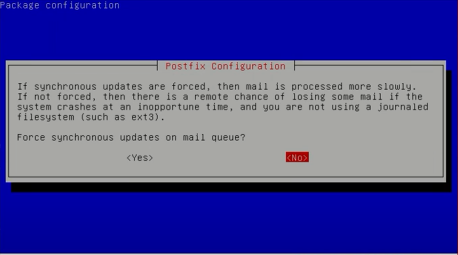 Package configuration
Postfix Configuration
If synchronous updates are forced, then mail is processed more slowly.
If not forced, then there is a remote chance of losing some mail if the
system crashes at an inopportune time, and you are not using a journaled
filesystem (such as ext3).
Force synchronous updates on mail queue?
<Yes> <No>